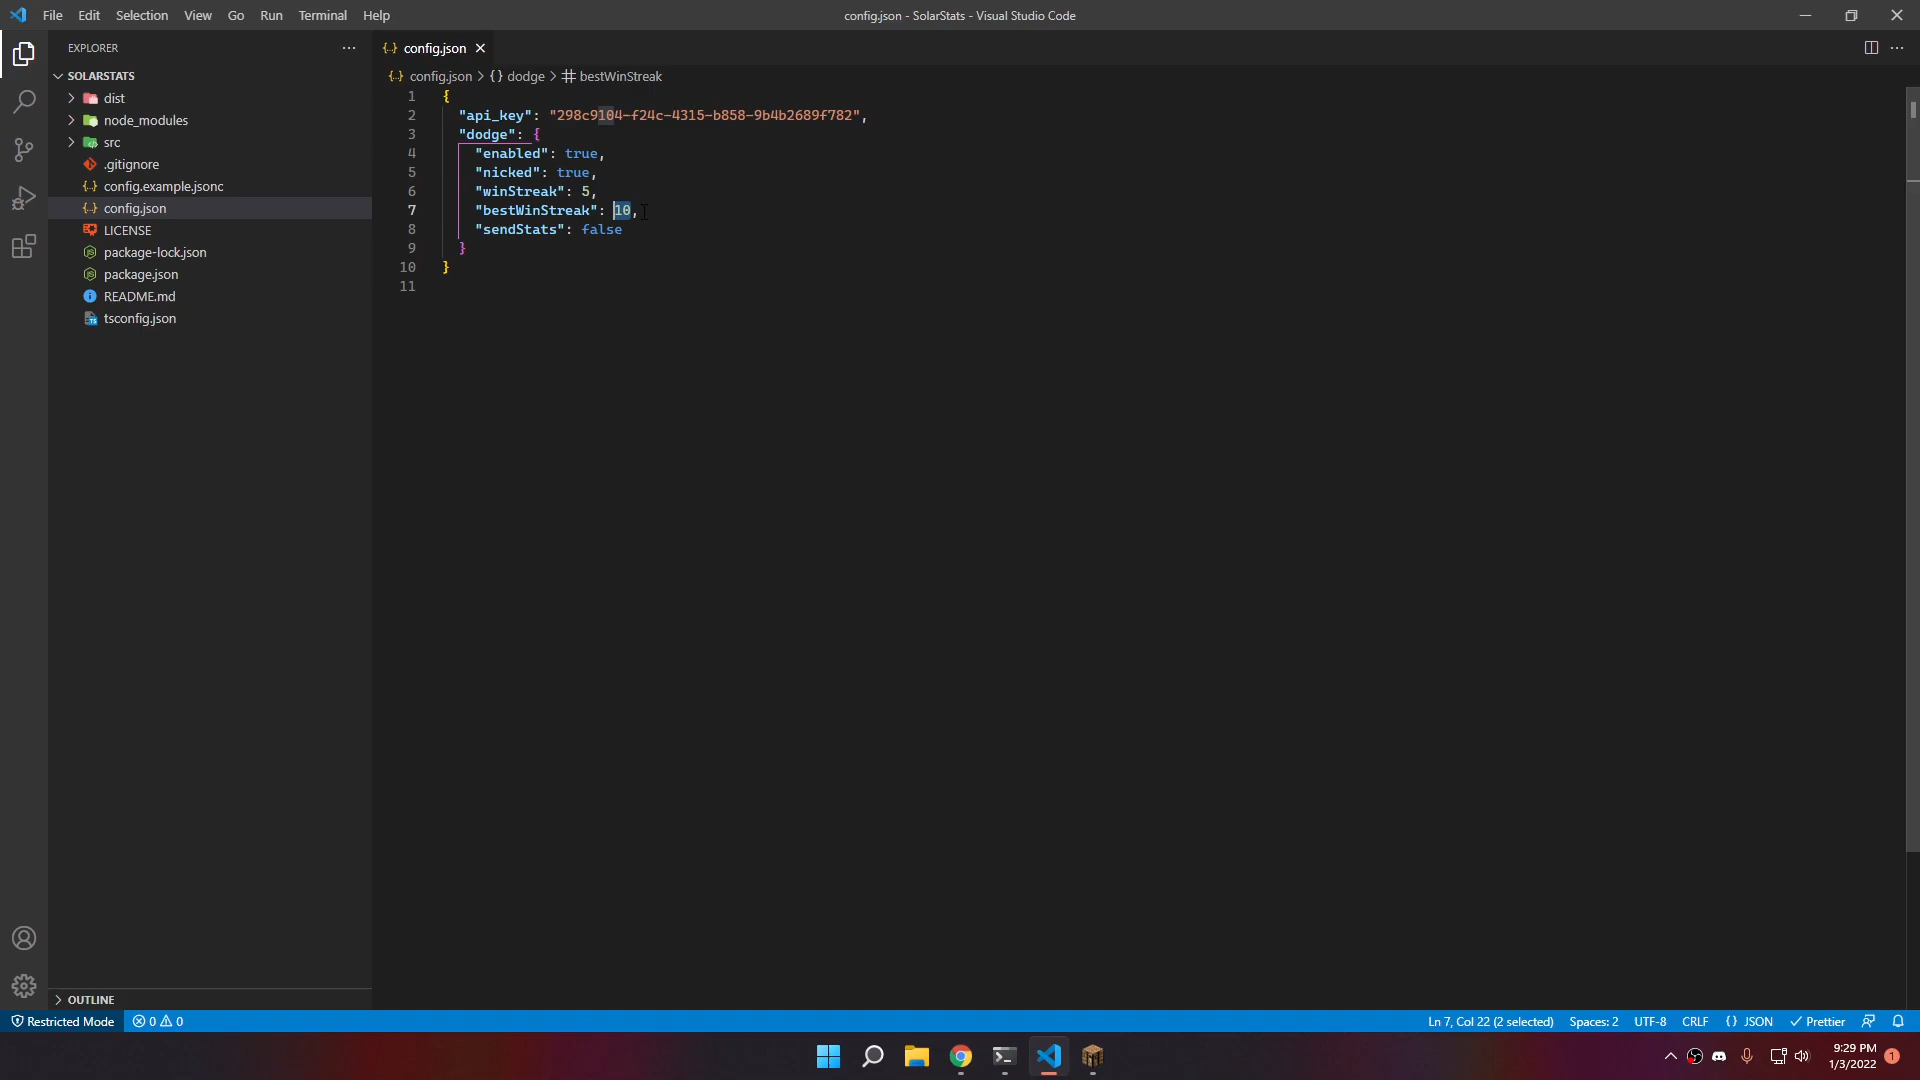 File Edit Selection View Go Run Terminal Help
config.json - SolarStats - Visual Studio Code
EXPLORER
SOLARSTATS
dist
node_modules
src
.gitignore
config.example.jsonc
config.json
LICENSE
package-lock.json
package.json
README.md
tsconfig.json
OUTLINE
config.json
config.json > {} dodge > bestWinStreak
1 {
2 "api_key": "298c9104-f24c-4315-b858-9b4b2689f782",
3 "dodge": {
4 "enabled": true,
5 "nicked": true,
6 "winStreak": 5,
7 "bestWinStreak": 10,
8 "sendStats": false
9 }
10 }
11
Restricted Mode 0 0
Ln 7, Col 22 (2 selected) Spaces: 2 UTF-8 CRLF {} JSON Prettier
9:29 PM
1/3/2022
1